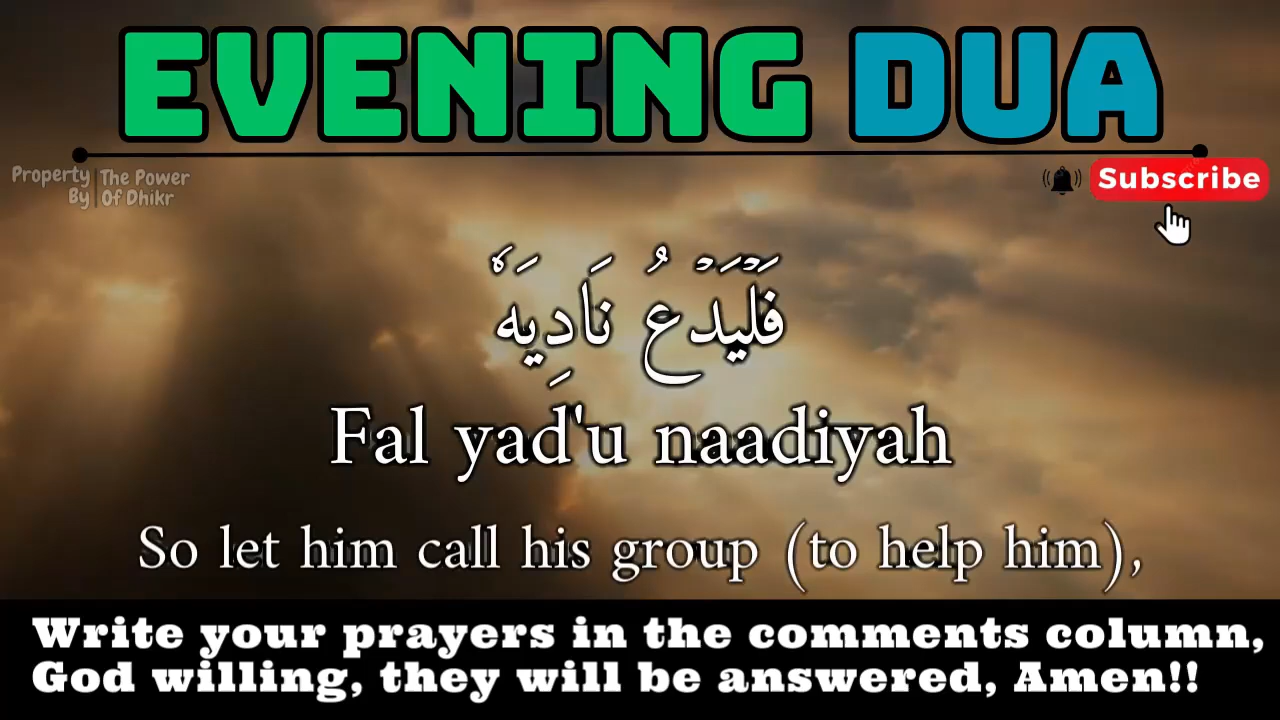 EVENING DUA
Property By
The Power Of Dhikr
Subscribe
فَلْيَدْعُ نَادِيَهٗ
Fal yad'u naadiyah
So let him call his group (to help him),
Write your prayers in the comments column,
God willing, they will be answered, Amen!!